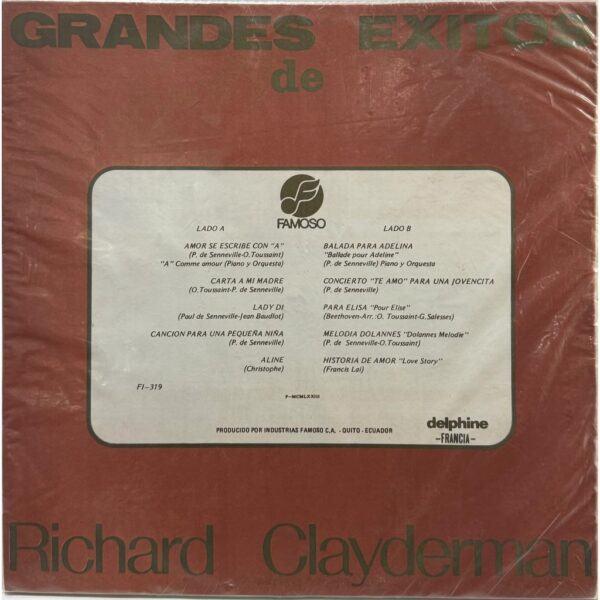 GRANDES EXITOS
de
FAMOSO
LADO A
AMOR SE ESCRIBE CON "A"
(P. de Senneville-O.Toussaint)
"A" Comme amour (Piano y Orquesta)
CARTA A MI MADRE
(O.Toussaint-P. de Senneville)
LADY DI
(Paul de Senneville-Jean Baudlot)
CANCION PARA UNA PEQUEÑA NIÑA
(P. de Senneville)
ALINE
(Christophe)
LADO B
BALADA PARA ADELINA
"Ballade pour Adeline"
(P. de Senneville) Piano y Orquesta
CONCIERTO "TE AMO" PARA UNA JOVENCITA
(P. de Senneville)
PARA ELISA "Pour Elise"
(Beethoven-Arr.:O. Toussaint-G.Salesses)
MELODIA DOLANNES "Dolannes Melodie"
(P. de Senneville-O.Toussaint)
HISTORIA DE AMOR "Love Story"
(Francis Lai)
FI-319
PRODUCIDO POR INDUSTRIAS FAMOSO C.A. - QUITO - ECUADOR
delphine
-FRANCIA-
Richard Clayderman